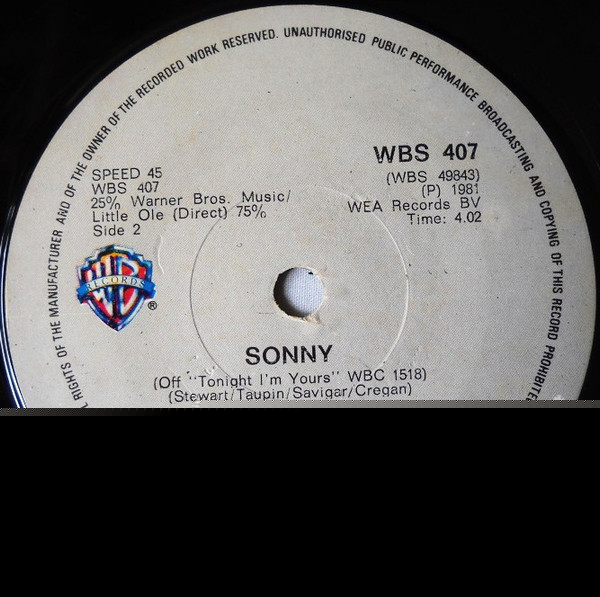 L RIGHTS OF THE MANUFACTURER AND OF THE OWNER OF THE RECORDED WORK RESERVED. UNAUTHORISED PUBLIC PERFORMANCE BROADCASTING AND COPYING OF THIS RECORD PROHIBITE
WBS 407
SPEED 45
(WBS 49843)
WBS 407
(P) 1981
25% Warner Bros. Music/
WEA Records BV
Little Ole (Direct) 75%
Time: 4.02
Side 2
WB
RECORDS
®
SONNY
(Off "Tonight I'm Yours" WBC 1518)
(Stewart/Taupin/Savigar/Cregan)